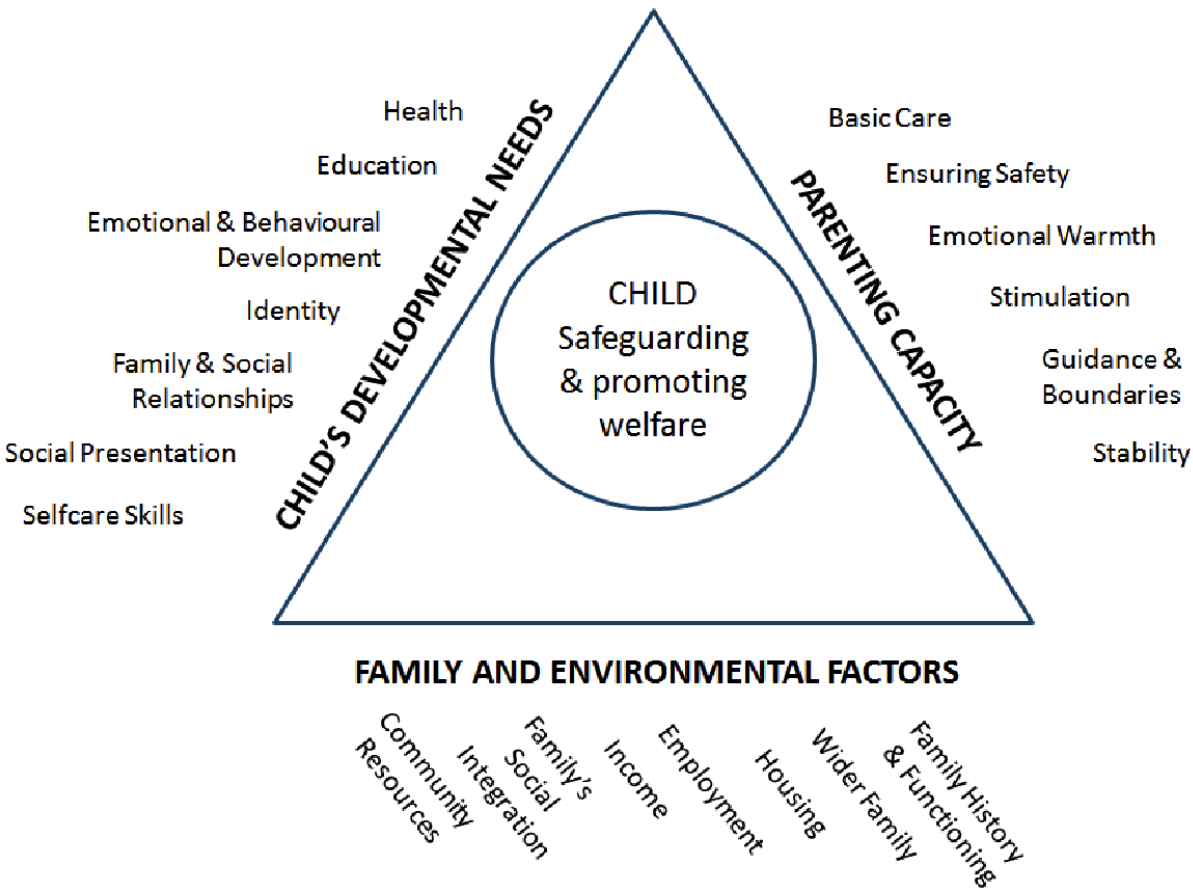 Health
Education
Emotional & Behavioural
Development
Identity
Family & Social
Relationships
Social Presentation
Selfcare Skills
CHILD'S DEVELOPMENTAL NEEDS
CHILD
Safeguarding
& promoting
welfare
PARENTING CAPACITY
Basic Care
Ensuring Safety
Emotional Warmth
Stimulation
Guidance &
Boundaries
Stability
FAMILY AND ENVIRONMENTAL FACTORS
Community
Resources
Family's
Social
Integration
Income
Employment
Housing
Wider Family
Family History
& Functioning